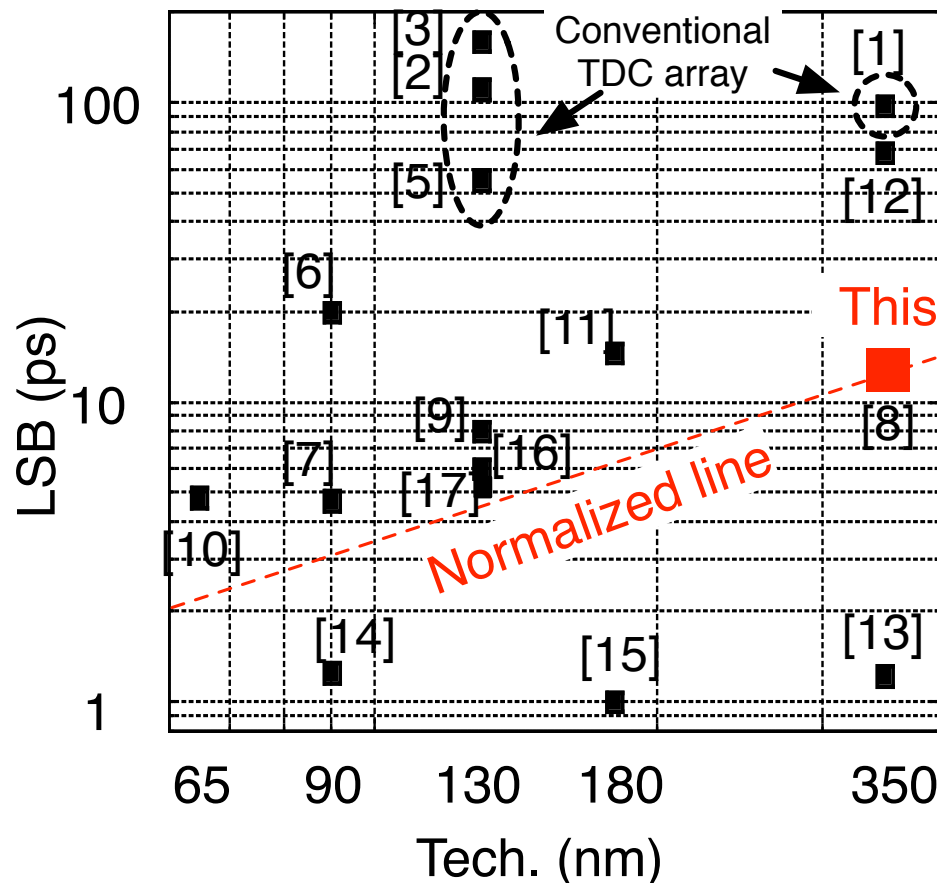 [3]
Conventional
TDC array
[1]
[2]
100
[5]
[12]
[6]
This
[11]
LSB (ps)
10
[9]
[8]
[7]
[16]
[17]
Normalized line
[10]
[14]
[15]
[13]
1
65 90 130 180 350
Tech. (nm)